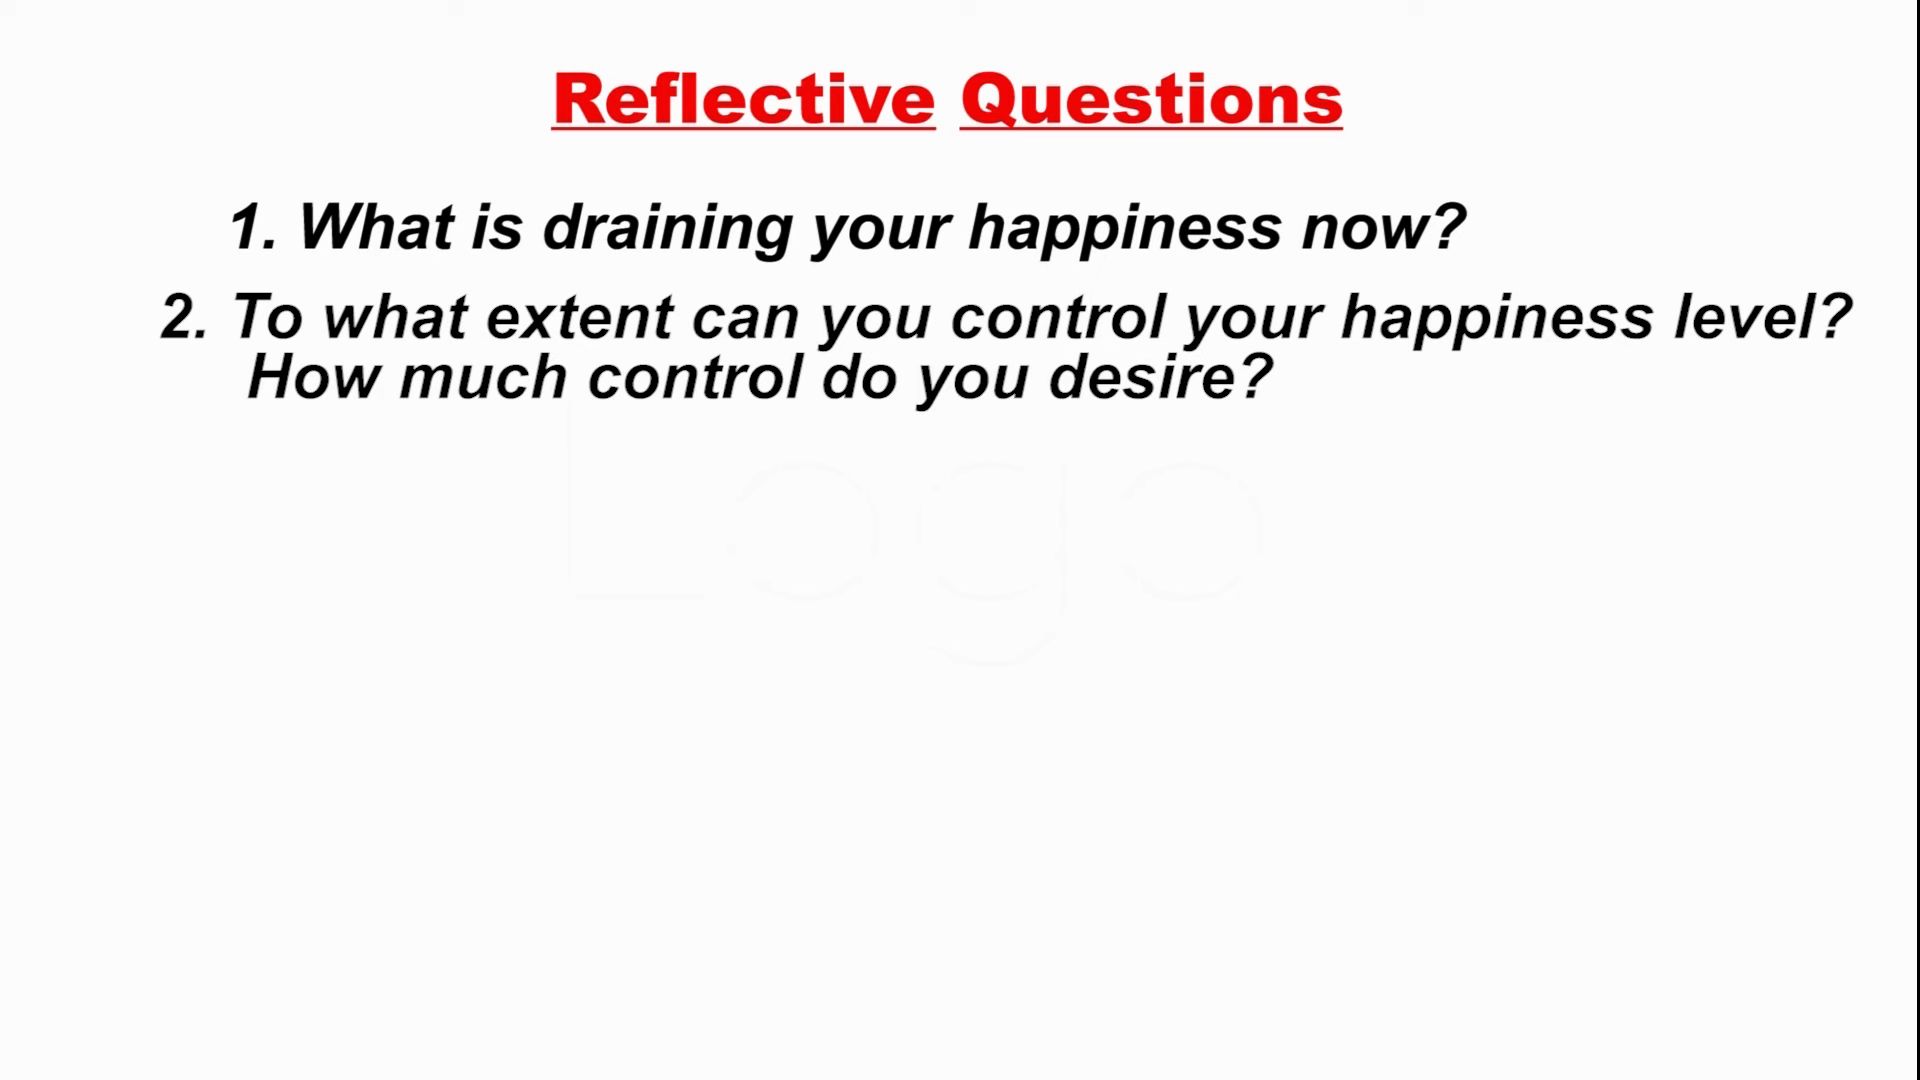 Reflective Questions
1. What is draining your happiness now?
2. To what extent can you control your happiness level?
How much control do you desire?
Logo